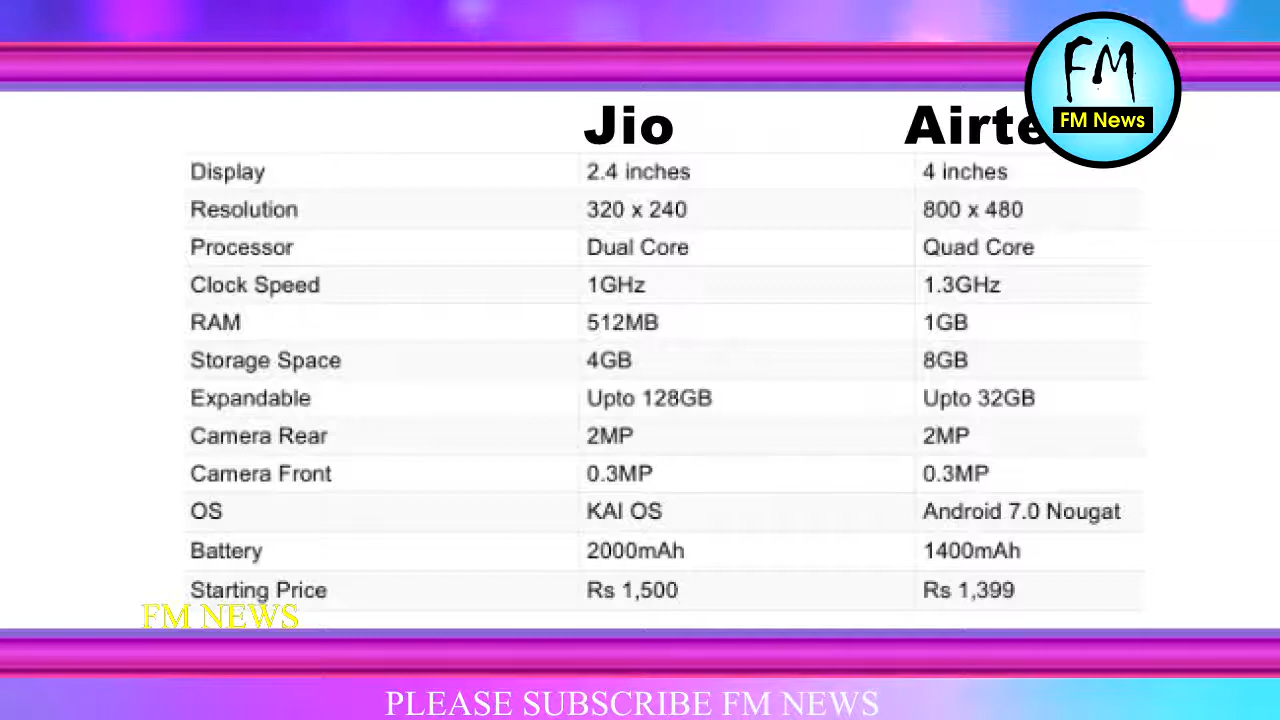 FM
FM News
Jio Airte
Display 2.4 inches 4 inches
Resolution 320 x 240 800 x 480
Processor Dual Core Quad Core
Clock Speed 1GHz 1.3GHz
RAM 512MB 1GB
Storage Space 4GB 8GB
Expandable Upto 128GB Upto 32GB
Camera Rear 2MP 2MP
Camera Front 0.3MP 0.3MP
OS KAI OS Android 7.0 Nougat
Battery 2000mAh 1400mAh
Starting Price Rs 1,500 Rs 1,399
FM NEWS
PLEASE SUBSCRIBE FM NEWS